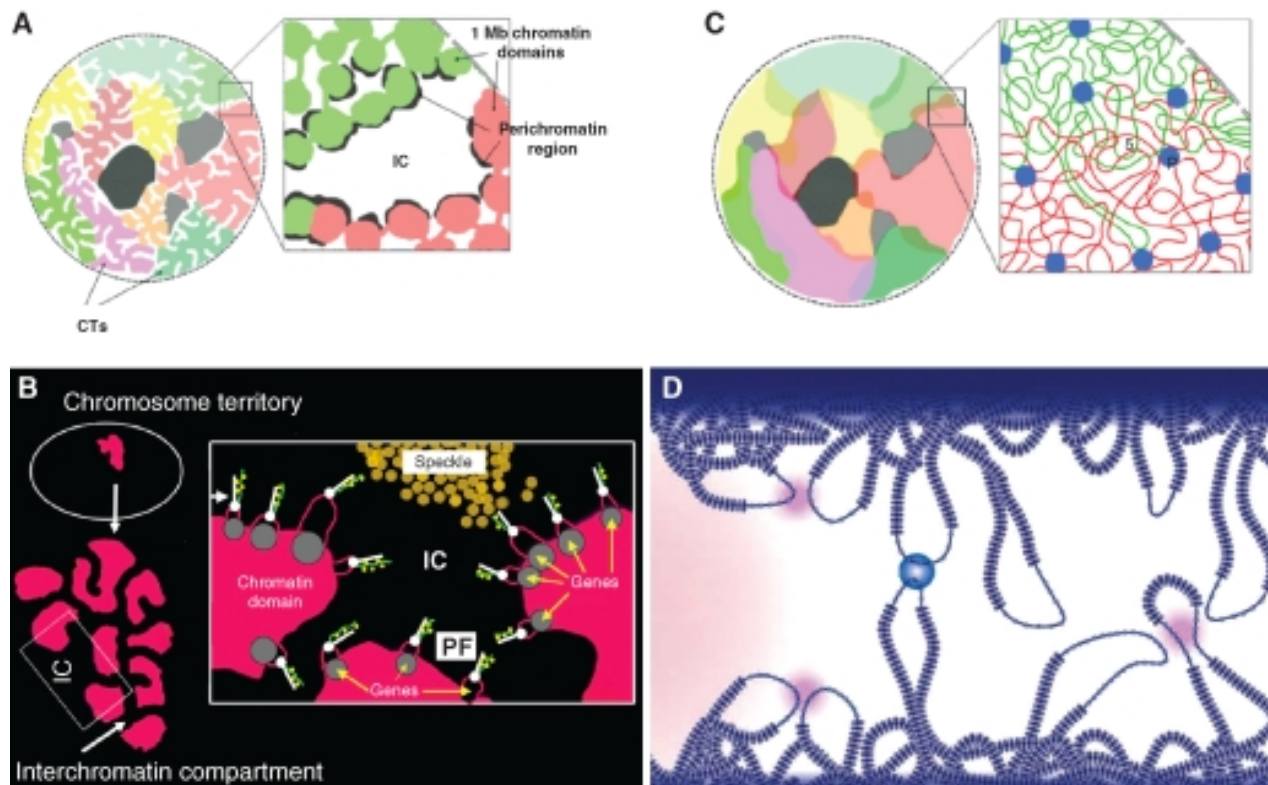 A
1 Mb chromatin
domains
Perichromatin
region
IC
CTs
C
G
P
B
Chromosome territory
IC
Interchromatin compartment
Speckle
IC
Chromatin
domain
Genes
PF
Genes
D